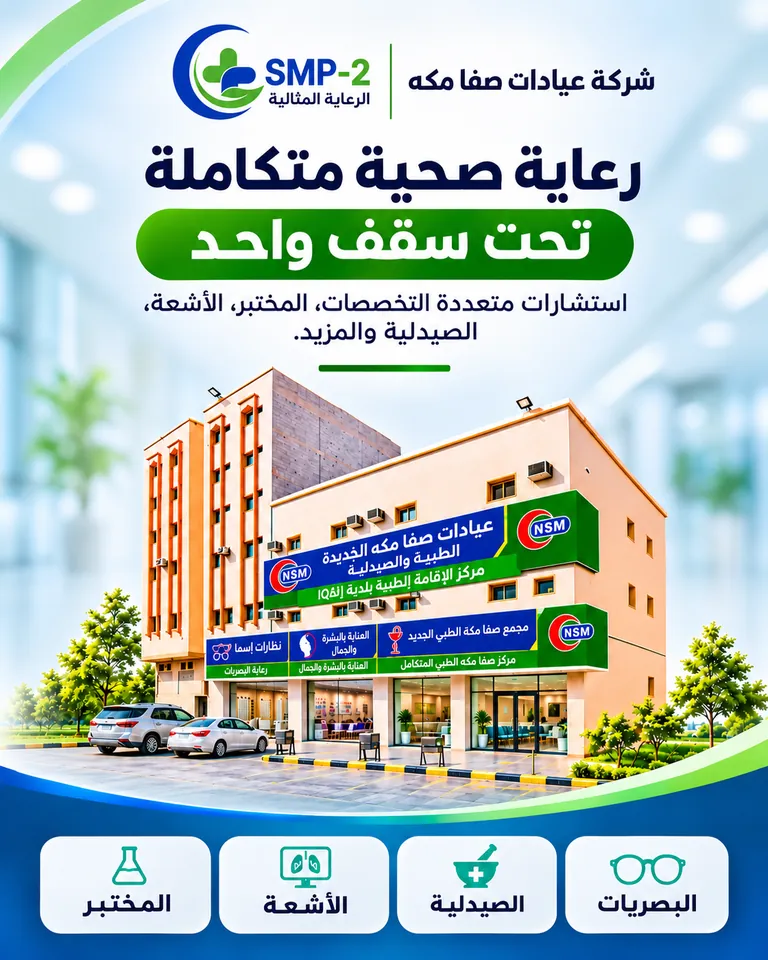 شركة عيادات صفا مكه
SMP-2
الرعاية المثالية
رعاية صحية متكاملة
تحت سقف واحد
استشارات متعددة التخصصات، المختبر، الأشعة،
الصيدلية والمزيد.
عيادات صفا مكه الجديدة
الطبية والصيدلية
مركز الإقامة الطبية بلدية
NSM
NSM
مجمع صفا مكة الطبي الجديد
مركز صفا مكه الطبي المتكامل
NSM
العناية بالبشرة
والجمال
العناية بالبشرة والجمال
نظارات إسما
رعاية البصريات
البصريات
الصيدلية
الأشعة
المختبر